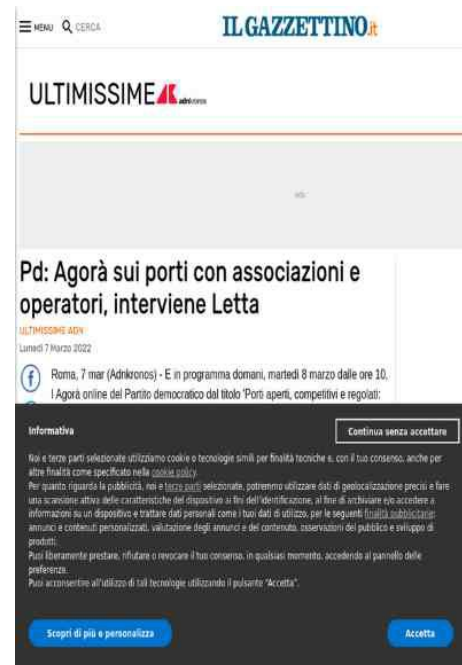 MENU CERCA IL GAZZETTINO.it
ULTIMISSIME adnkronos
adv
Pd: Agorà sui porti con associazioni e
operatori, interviene Letta
ULTIMISSIME ADN
Lunedì 7 Marzo 2022
Roma, 7 mar (Adnkronos) - E in programma domani, martedì 8 marzo dalle ore 10,
l Agorà online del Partito democratico dal titolo 'Porti aperti, competitivi e regolati:
Informativa
Continua senza accettare
Noi e terze parti selezionate utilizziamo cookie o tecnologie simili per finalità tecniche e, con il tuo consenso, anche per
altre finalità come specificato nella cookie policy.
Per quanto riguarda la pubblicità, noi e terze parti selezionate, potremmo utilizzare dati di geolocalizzazione precisi e fare
una scansione attiva delle caratteristiche del dispositivo ai fini dell'identificazione, al fine di archiviare e/o accedere a
informazioni su un dispositivo e trattare dati personali come i tuoi dati di utilizzo, per le seguenti finalità pubblicitarie:
annunci e contenuti personalizzati, valutazione degli annunci e del contenuto, osservazioni del pubblico e sviluppo di
prodotti.
Puoi liberamente prestare, rifiutare o revocare il tuo consenso, in qualsiasi momento, accedendo al pannello delle
preferenze.
Puoi acconsentire all'utilizzo di tali tecnologie utilizzando il pulsante "Accetta".
Scopri di più e personalizza
Accetta